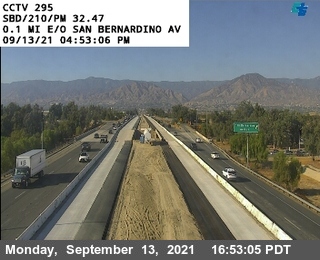 CCTV 295
SBD/210/PM 32.47
0.1 MI E/O SAN BERNARDINO AV
09/13/21 04:53:06 PM
Monday, September 13, 2021 16:53:05 PDT